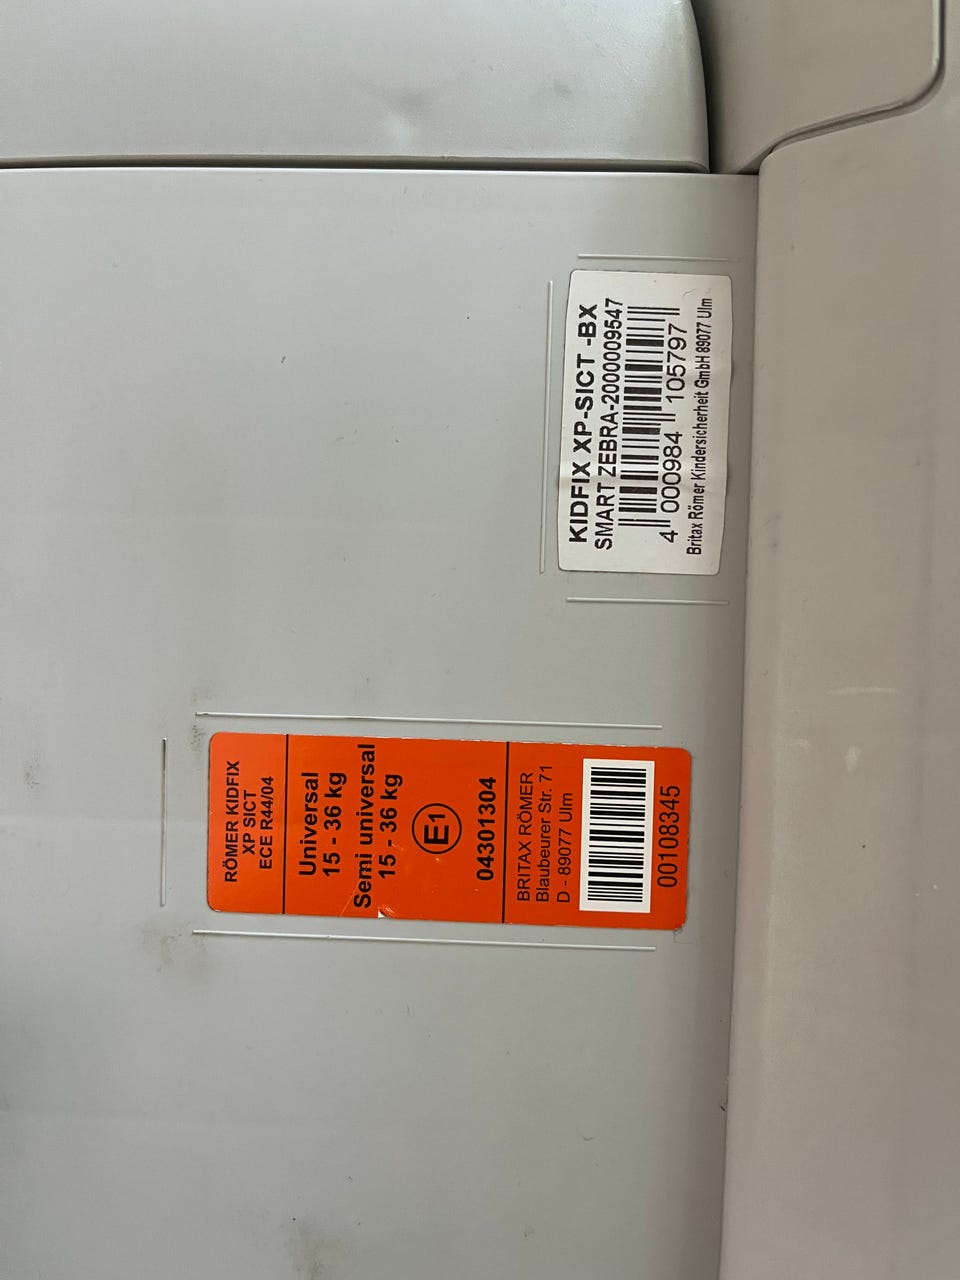 KIDFIX XP-SICT -BX
SMART ZEBRA-2000009547
4 000984 105797
Britax Römer Kindersicherheit GmbH 89077 Ulm
RÖMER KIDFIX
XP SICT
ECE R44/04
Universal
15 - 36 kg
Semi universal
15 - 36 kg
E1
04301304
BRITAX RÖMER
Blaubeurer Str. 71
D - 89077 Ulm
00108345